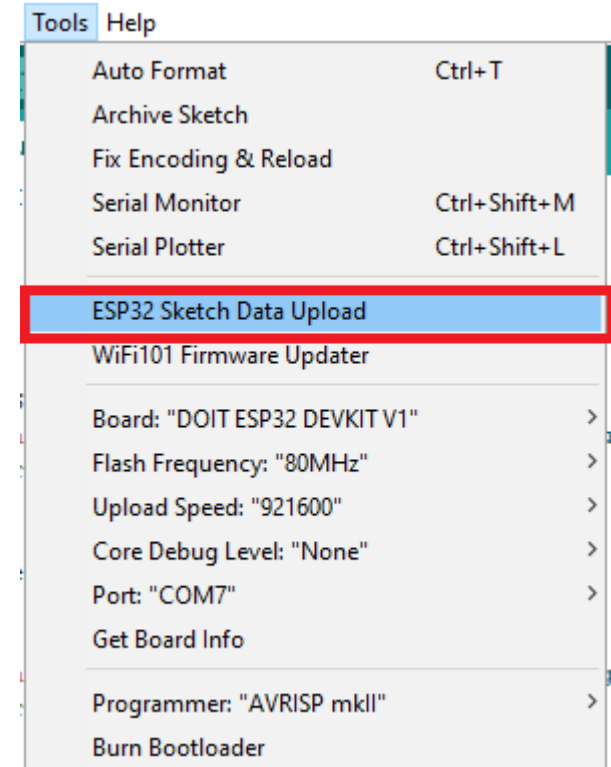 Tools Help
Auto Format Ctrl+T
Archive Sketch
Fix Encoding & Reload
Serial Monitor Ctrl+Shift+M
Serial Plotter Ctrl+Shift+L
ESP32 Sketch Data Upload
WiFi101 Firmware Updater
Board: "DOIT ESP32 DEVKIT V1"
Flash Frequency: "80MHz"
Upload Speed: "921600"
Core Debug Level: "None"
Port: "COM7"
Get Board Info
Programmer: "AVRISP mkII"
Burn Bootloader